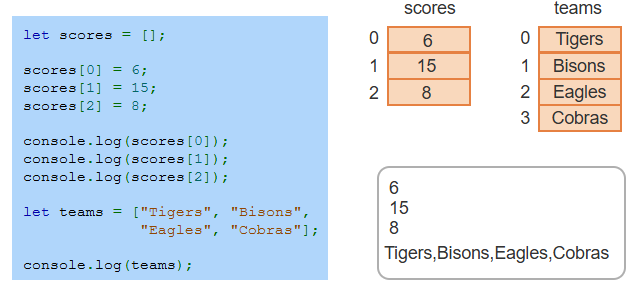 let scores = [];
scores[0] = 6;
scores[1] = 15;
scores[2] = 8;
console.log(scores[0]);
console.log(scores[1]);
console.log(scores[2]);
let teams = ["Tigers", "Bisons",
"Eagles", "Cobras"];
console.log(teams);
scores
0 6
1 15
2 8
teams
0 Tigers
1 Bisons
2 Eagles
3 Cobras
6
15
8
Tigers,Bisons,Eagles,Cobras